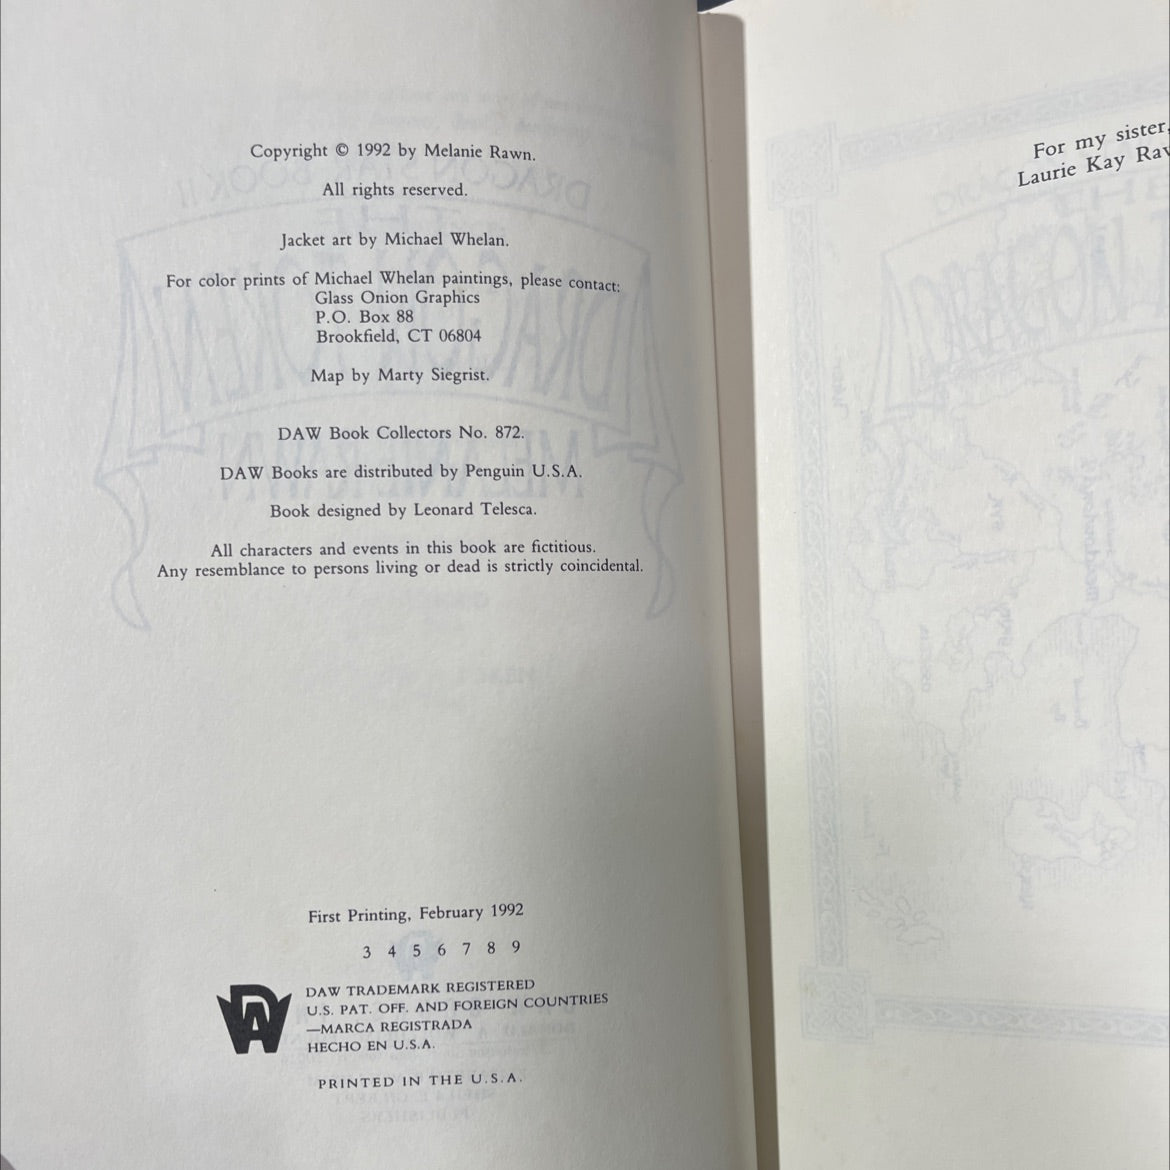 Copyright © 1992 by Melanie Rawn.
All rights reserved.
Jacket art by Michael Whelan.
For color prints of Michael Whelan paintings, please contact:
Glass Onion Graphics
P.O. Box 88
Brookfield, CT 06804
Map by Marty Siegrist.
DAW Book Collectors No. 872.
DAW Books are distributed by Penguin U.S.A.
Book designed by Leonard Telesca.
All characters and events in this book are fictitious.
Any resemblance to persons living or dead is strictly coincidental.
First Printing, February 1992
3 4 5 6 7 8 9
DAW
DAW TRADEMARK REGISTERED
U.S. PAT. OFF. AND FOREIGN COUNTRIES
—MARCA REGISTRADA
HECHO EN U.S.A.
PRINTED IN THE U.S.A.
For my sister,
Laurie Kay